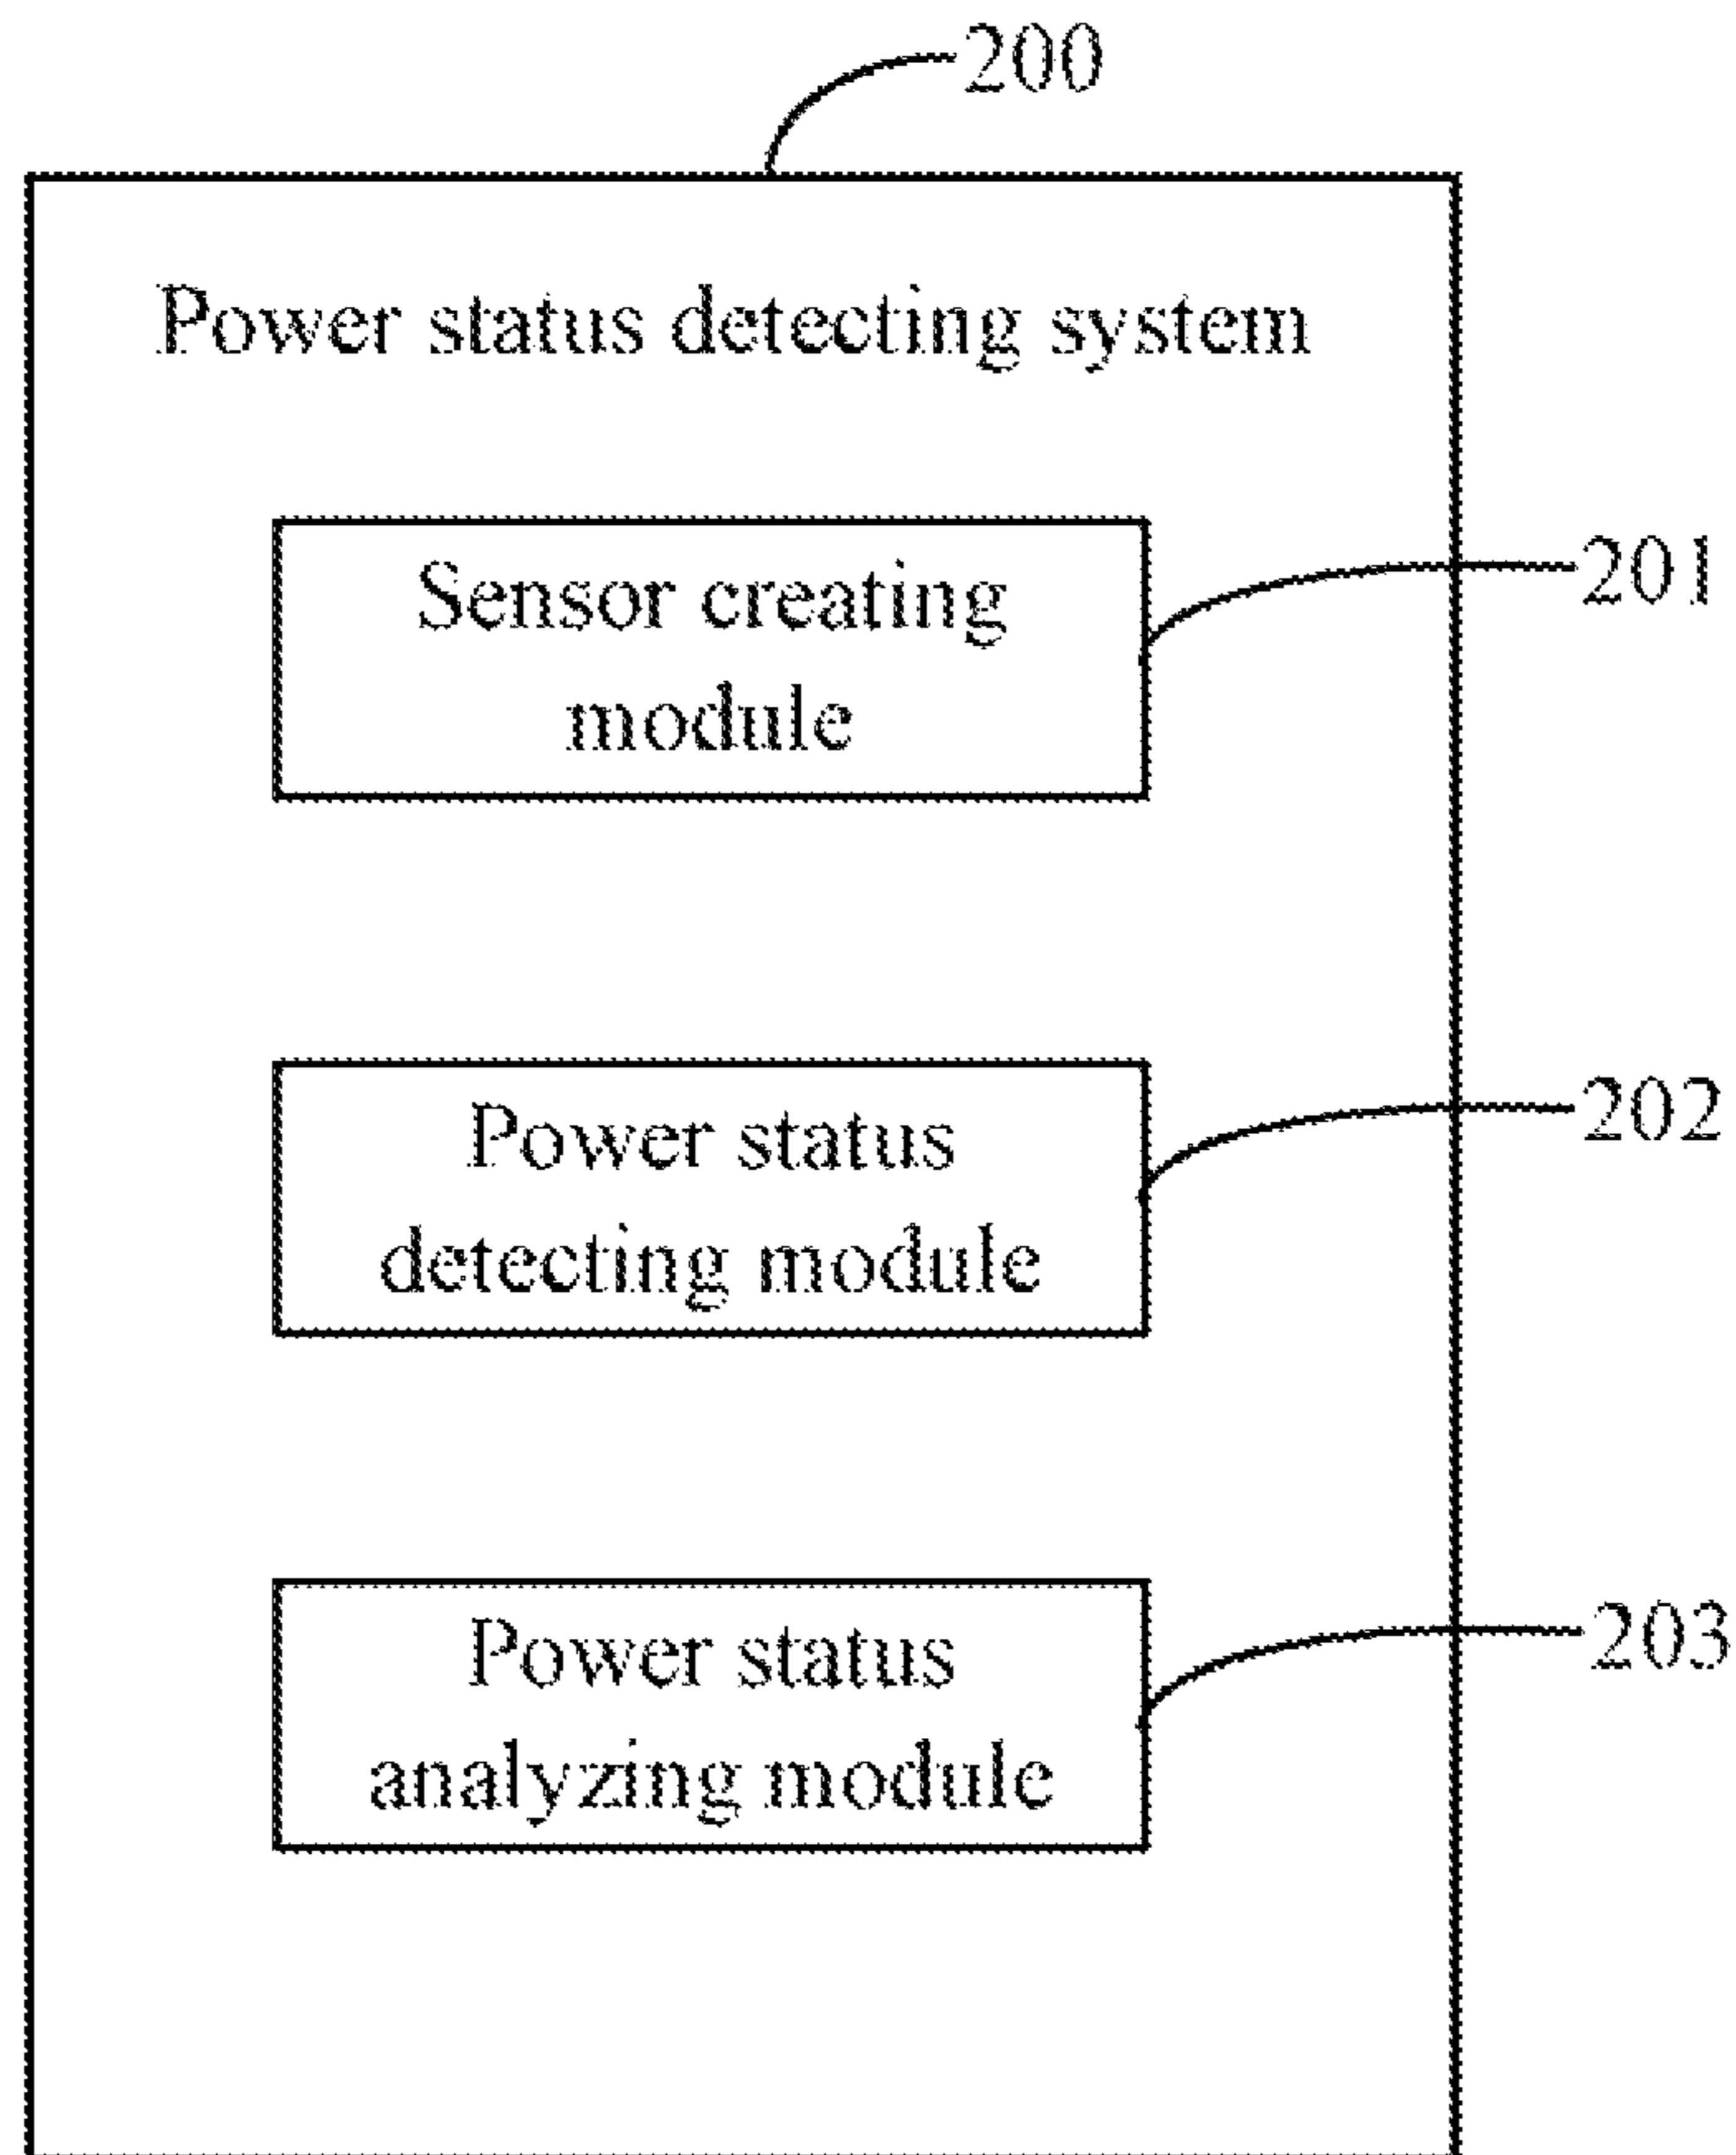 200
Power status detecting system
Sensor creating
module
201
Power status
detecting module
202
Power status
analyzing module
203